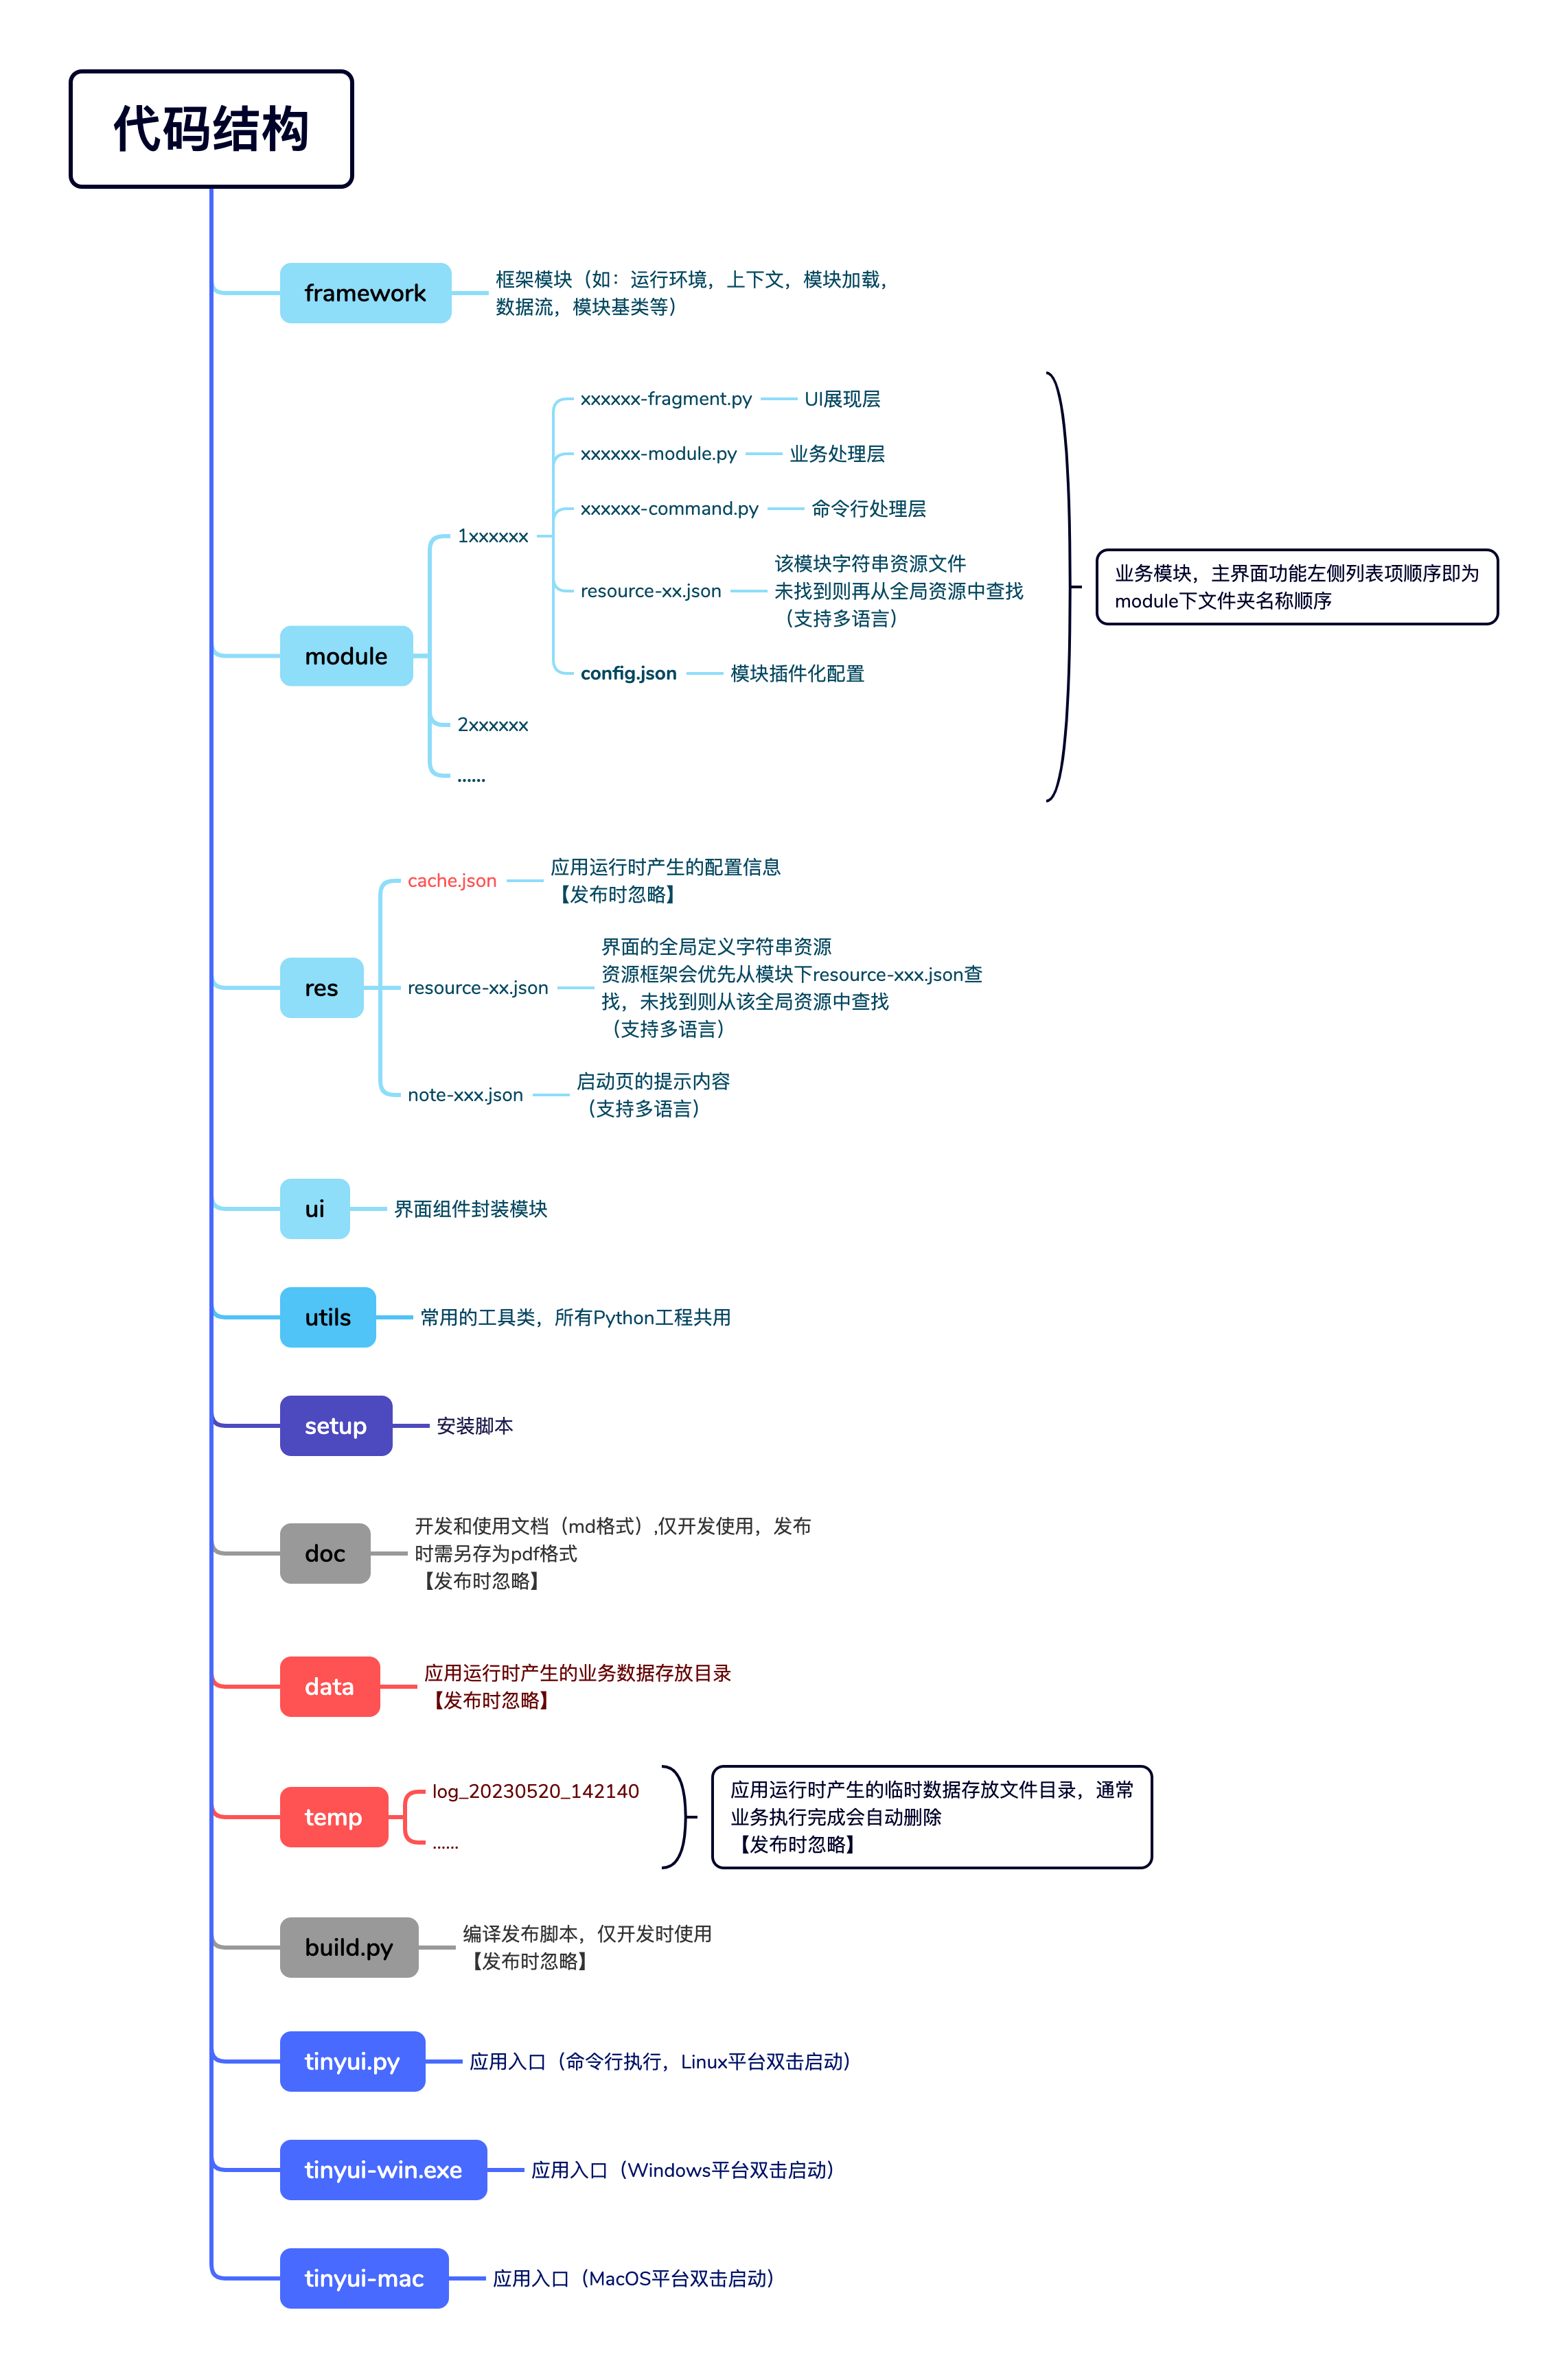 代码结构
framework
框架模块（如：运行环境，上下文，模块加载，
数据流，模块基类等）
module
1xxxxxx
xxxxxx-fragment.py
UI展现层
xxxxxx-module.py
业务处理层
xxxxxx-command.py
命令行处理层
resource-xx.json
该模块字符串资源文件
未找到则再从全局资源中查找
（支持多语言）
config.json
模块插件化配置
2xxxxxx
......
业务模块，主界面功能左侧列表项顺序即为
module下文件夹名称顺序
res
cache.json
应用运行时产生的配置信息
【发布时忽略】
resource-xx.json
界面的全局定义字符串资源
资源框架会优先从模块下resource-xxx.json查
找，未找到则从该全局资源中查找
（支持多语言）
note-xxx.json
启动页的提示内容
（支持多语言）
ui
界面组件封装模块
utils
常用的工具类，所有Python工程共用
setup
安装脚本
doc
开发和使用文档（md格式）,仅开发使用，发布
时需另存为pdf格式
【发布时忽略】
data
应用运行时产生的业务数据存放目录
【发布时忽略】
temp
log_20230520_142140
......
应用运行时产生的临时数据存放文件目录，通常
业务执行完成会自动删除
【发布时忽略】
build.py
编译发布脚本，仅开发时使用
【发布时忽略】
tinyui.py
应用入口（命令行执行，Linux平台双击启动）
tinyui-win.exe
应用入口（Windows平台双击启动）
tinyui-mac
应用入口（MacOS平台双击启动）